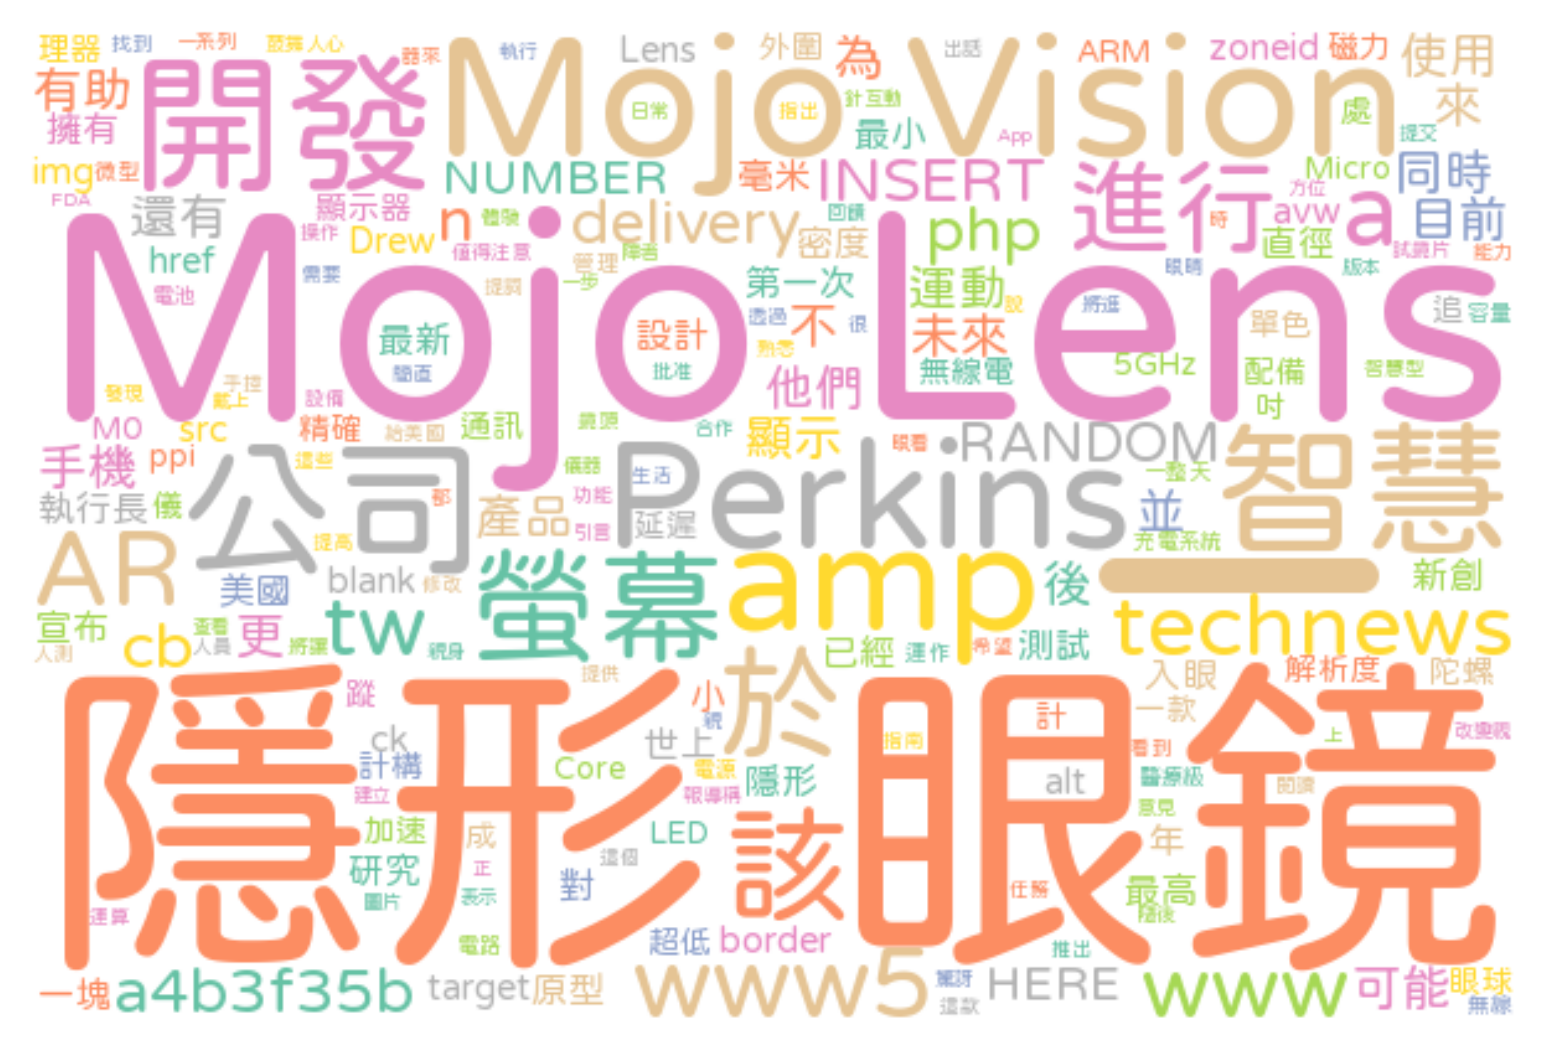 理器 找到 一系列 鼓舞人心 器來 執行 Lens 外圍 為 出話 ARM zoneid 磁力 使用
有助 開發 Mojo Vision 日常 指出 針互動 處 來
擁有 最小 App 提交
img 微型 NUMBER 毫米 INSERT 進行 Micro 同時
FDA 還有 顯示器 n 體驗 delivery 回饋 php 方位 avw a 目前
操作 Drew 值得注意 障者 密度 時 直徑 試鏡片 能力
href 需要 管理 一步 第一次 運動 眼睛 版本
電池 提詞 Mojo Lens 說 將逛 追 容量
最新 設計 透過 不 很 未來 單色
簡直 批准 熟悉 無線電 5GHz 配備 智慧型
發現 手控 戴上 設備 他們 吋
M0 src 精確 給美國 通訊 鏡頭 合作 顯示 眼看 RANDOM 智慧
手機 ppi 這些 公司 儀器 生活 Perkins 一整天
執行長 儀 都 產品 功能 延遲 並
AR 提高 引言 充電系統
美國 blank 修改 螢幕 amp 後 一 新創
宣布 cb 查看 更 tw technews
人測 人員 將讓 親身 已經 運作 希望 測試
隱形眼鏡 提供 於 入眼 解析度 陀螺
蹤 小 親 計 一款
ck 世上 指南 看到 上 改變視
計構 Core 電源 隱形 alt 醫療級 閱讀
建立 報導稱 意見
加速 成 LED 該 年
研究 正 這個 對 任務 最高
圖片 表示 隨後
運算 電器 超低 border 推出
一塊 a4b3f35b target 原型 www5 驚訝 HERE www 可能 眼球
這款 無線